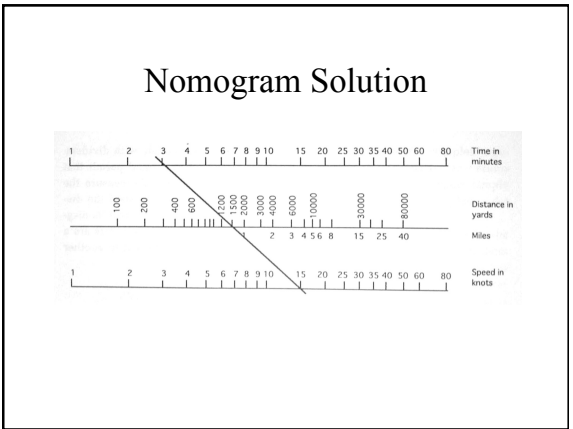 Nomogram Solution
1 2 3 4 5 6 7 8 9 10 15 20 25 30 35 40 50 60 80 Time in
minutes
100 200 400 600 1200 1500 2000 3000 4000 6000 10000 30000 80000 Distance in
yards
1 2 3 4 5 6 8 15 25 40 Miles
1 2 3 4 5 6 7 8 9 10 15 20 25 30 35 40 50 60 80 Speed in
knots